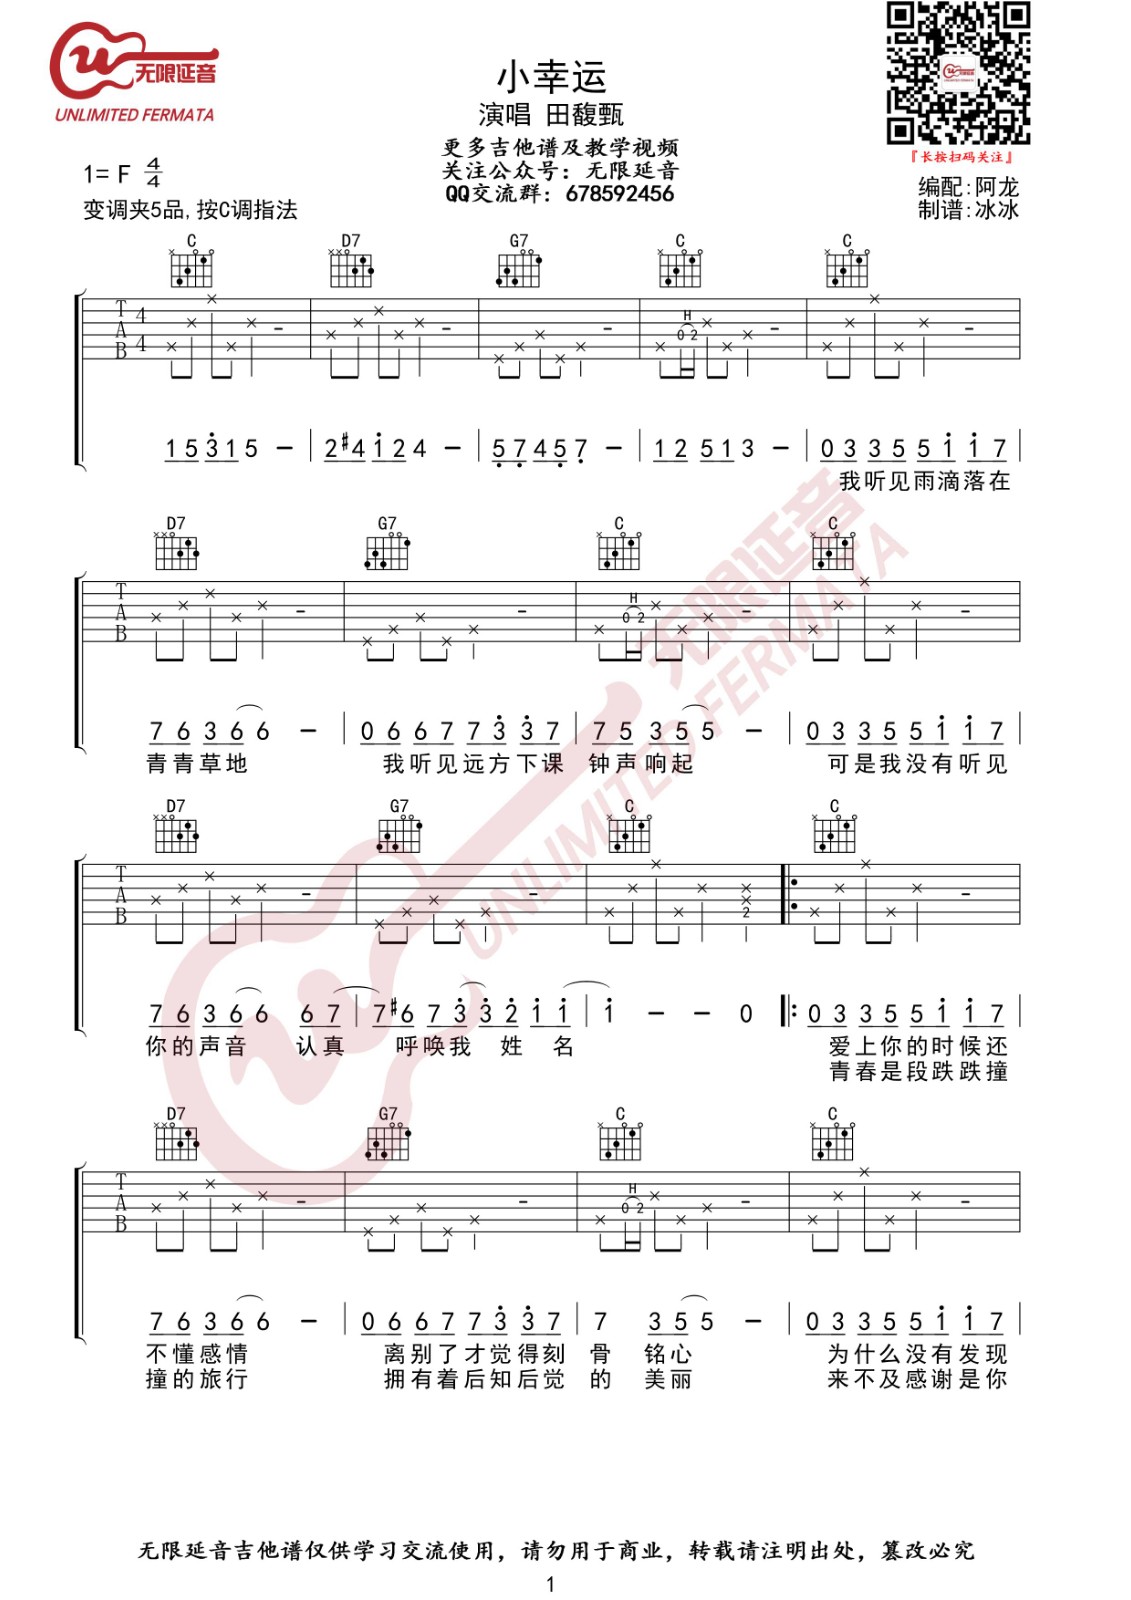 无限延音
UNLIMITED FERMATA
小幸运
演唱 田馥甄
更多吉他谱及教学视频
关注公众号：无限延音
QQ交流群：678592456
『长按扫码关注』
1= F 4/4
变调夹5品,按C调指法
编配:阿龙
制谱:冰冰
C D7 G7 C C
T A B 4 4
H
0 2
1 5 3 1 5 – | 2 #4 1 2 4 – | 5 7 4 5 7 – | 1 2 5 1 3 – | 0 3 3 5 5 1 1 7 |
我听见雨滴落在
D7 G7 C C
T A B
H
0 2
7 6 3 6 6 – | 0 6 6 7 7 3 3 7 | 7 5 3 5 5 – | 0 3 3 5 5 1 1 7 |
青青草地 我听见远方下课 钟声响起 可是我没有听见
D7 G7 C C
T A B
2
7 6 3 6 6 6 7 | 7 #6 7 3 3 2 1 1 | 1 – – 0 ‖: 0 3 3 5 5 1 1 7 |
你的声音 认真 呼唤我 姓 名 爱上你的时候还
青春是段跌跌撞
D7 G7 C C
T A B
H
0 2
7 6 3 6 6 – | 0 6 6 7 7 3 3 7 | 7 3 5 5 – | 0 3 3 5 5 1 1 7 |
不懂感情 离别了才觉得刻 骨 铭心 为什么没有发现
撞的旅行 拥有着后知后觉 的 美丽 来不及感谢是你
无限延音吉他谱仅供学习交流使用，请勿用于商业，转载请注明出处，篡改必究
1
无限延音
UNLIMITED FERMATA